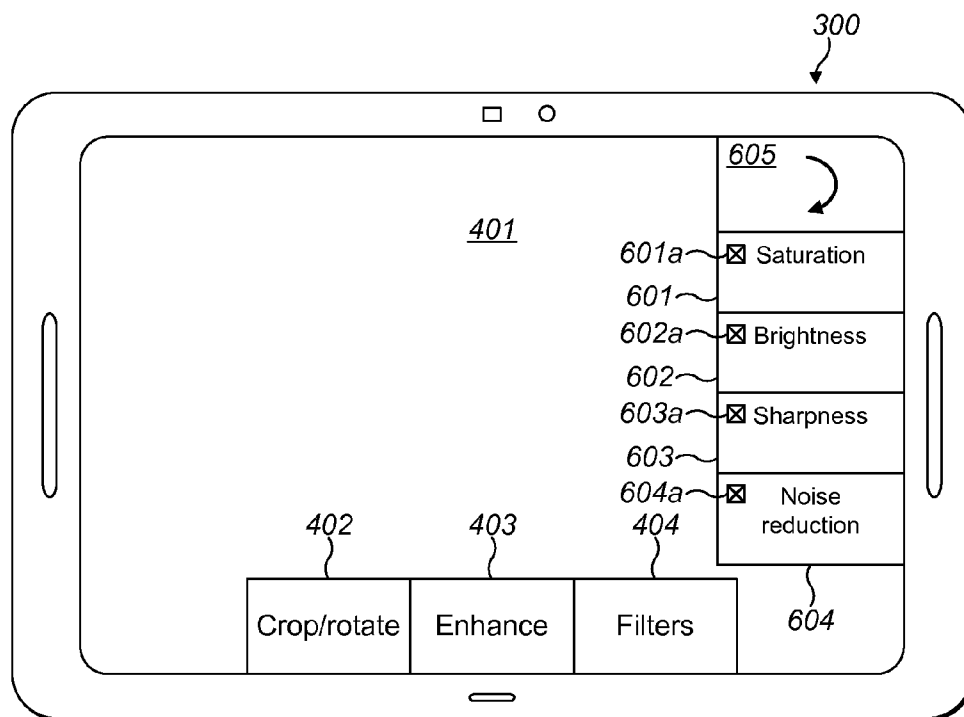 300
605
401
601a
Saturation
601
602a
Brightness
602
603a
Sharpness
603
604a
Noise
reduction
402
403
404
604
Crop/rotate
Enhance
Filters